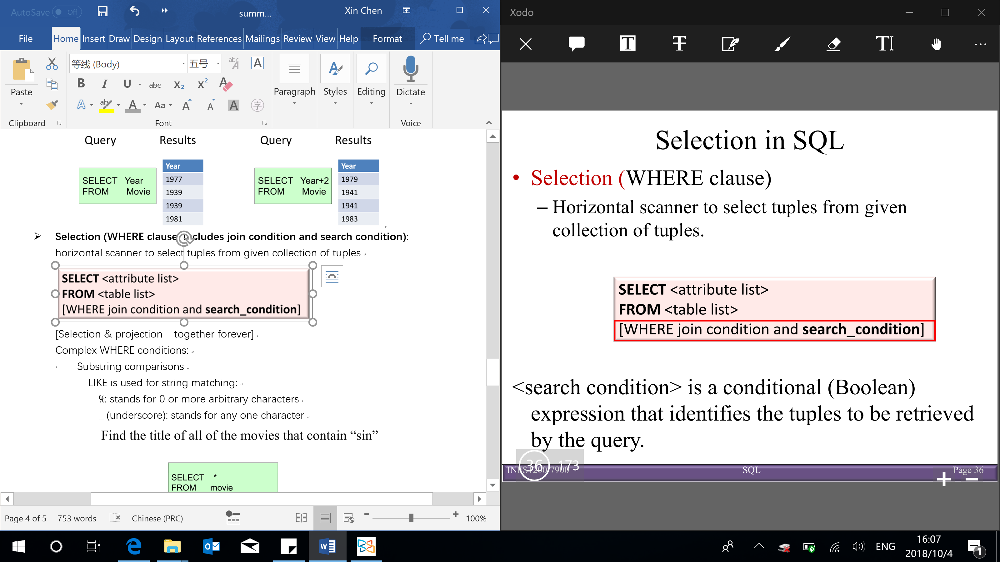 AutoSave Off
summ...
Xin Chen
File Home Insert Draw Design Layout References Mailings Review View Help Format Tell me
Paste
Clipboard
等线 (Body) 五号
abc A A
B I U abc X2 X2 A
A ab A Aa A A A 字
Font
Paragraph
Styles
Editing
Dictate
Voice
Query Results Query Results
SELECT Year
FROM Movie
Year
1977
1939
1939
1981
SELECT Year+2
FROM Movie
Year
1979
1941
1941
1983
Selection (WHERE clause cludes join condition and search condition):
horizontal scanner to select tuples from given collection of tuples
SELECT <attribute list>
FROM <table list>
[WHERE join condition and search_condition]
[Selection & projection – together forever]
Complex WHERE conditions:
· Substring comparisons
LIKE is used for string matching:
%: stands for 0 or more arbitrary characters
_ (underscore): stands for any one character
Find the title of all of the movies that contain “sin”
SELECT *
FROM movie
Page 4 of 5 753 words Chinese (PRC) 100%
Xodo
Selection in SQL
• Selection (WHERE clause)
– Horizontal scanner to select tuples from given
collection of tuples.
SELECT <attribute list>
FROM <table list>
[WHERE join condition and search_condition]
<search condition> is a conditional (Boolean)
expression that identifies the tuples to be retrieved
by the query.
36 173
INFS1200/7900 SQL Page 36
ENG
16:07
2018/10/4
1